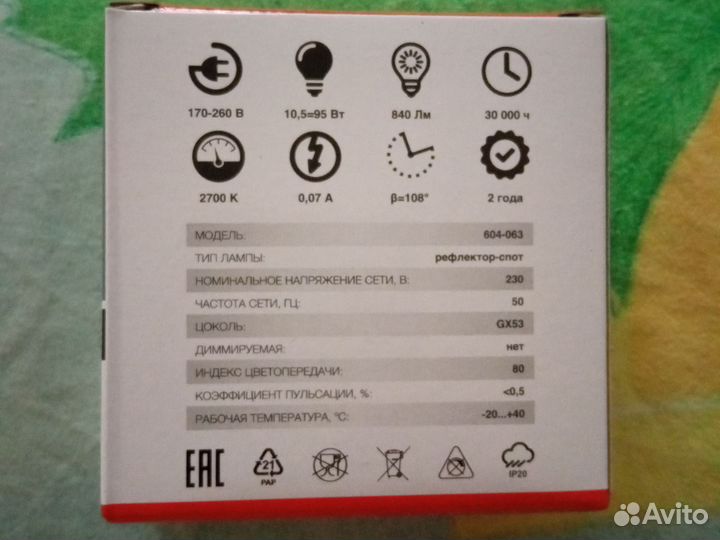 170-260 В 10,5=95 Вт 840 Лм 30 000 ч
2700 К 0,07 А β=108° 2 года
МОДЕЛЬ: 604-063
ТИП ЛАМПЫ: рефлектор-спот
НОМИНАЛЬНОЕ НАПРЯЖЕНИЕ СЕТИ, В: 230
ЧАСТОТА СЕТИ, ГЦ: 50
ЦОКОЛЬ: GX53
ДИММИРУЕМАЯ: нет
ИНДЕКС ЦВЕТОПЕРЕДАЧИ: 80
КОЭФФИЦИЕНТ ПУЛЬСАЦИИ, %: <0,5
РАБОЧАЯ ТЕМПЕРАТУРА, °С: -20...+40
EAC 21 PAP IP20
Avito